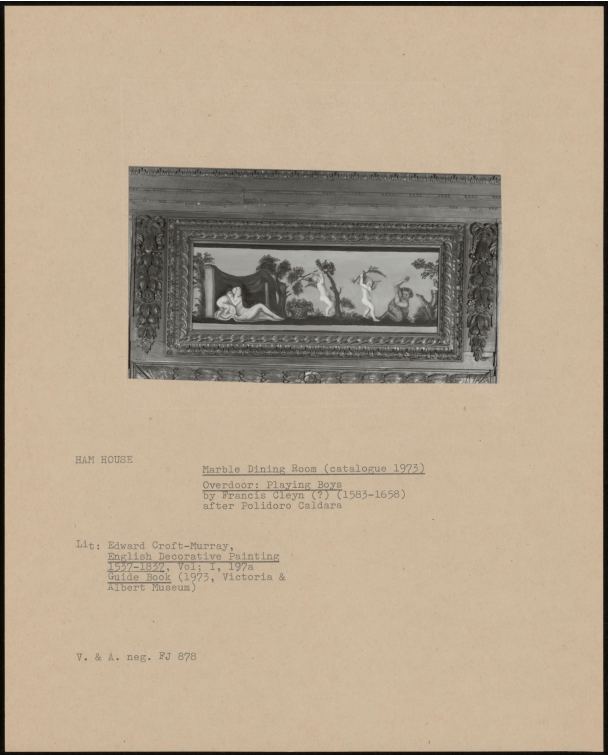 HAM HOUSE
Marble Dining Room (catalogue 1973)
Overdoor: Playing Boys
by Francis Cleyn (?) (1583-1658)
after Polidoro Caldara
Lit: Edward Croft-Murray,
English Decorative Painting
1537-1837, Vol; I, 197a
Guide Book (1973, Victoria &
Albert Museum)
V. & A. neg. FJ 878